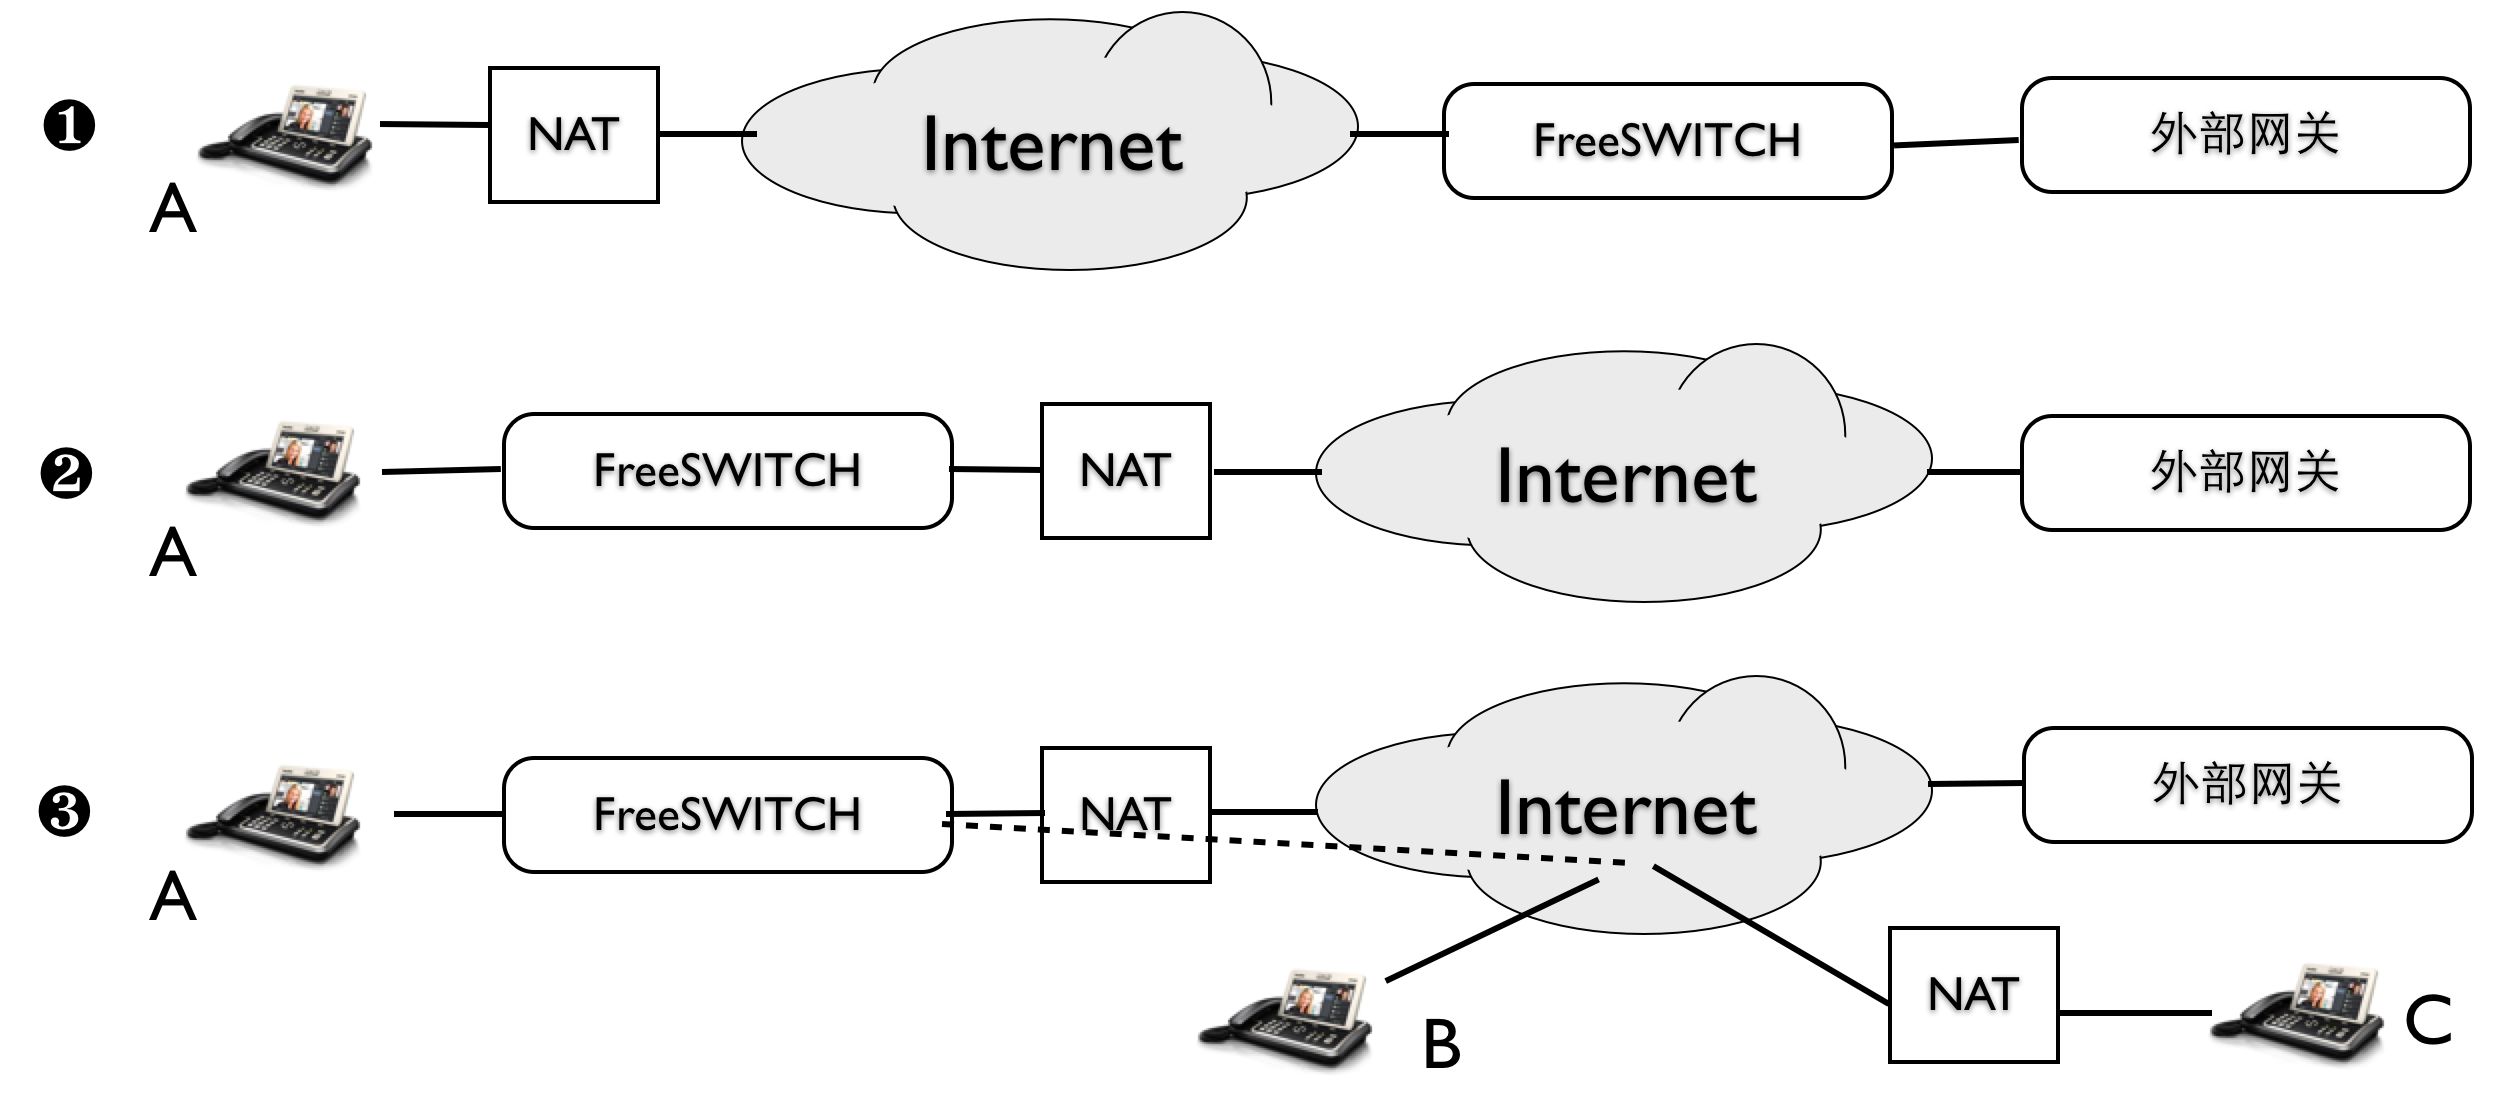 ❶
NAT
Internet
FreeSWITCH
外部网关
A
❷
FreeSWITCH
NAT
Internet
外部网关
A
❸
FreeSWITCH
NAT
Internet
外部网关
A
NAT
B
C